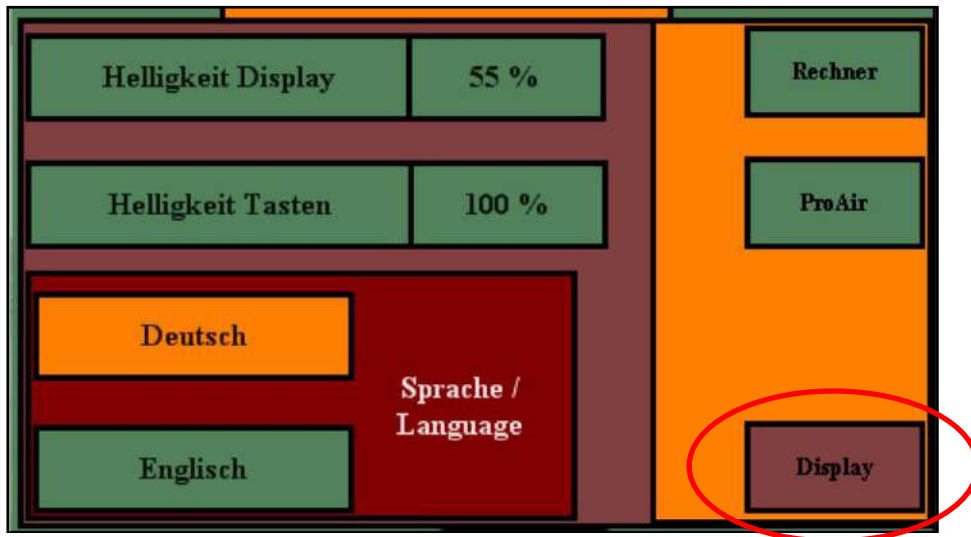 Helligkeit Display 55 %
Rechner
Helligkeit Tasten 100 %
ProAir
Deutsch
Sprache /
Language
Englisch
Display